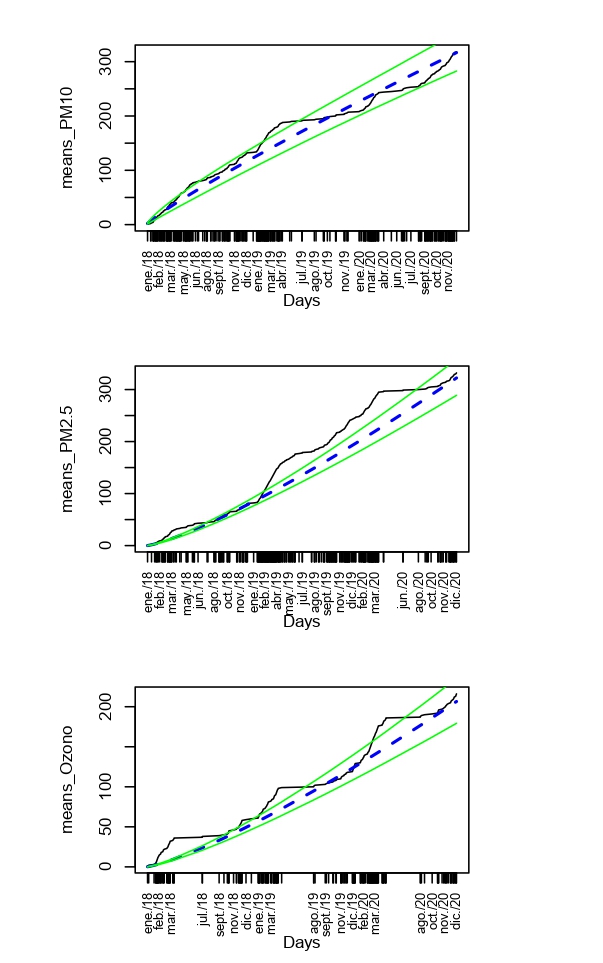 means_PM10
0 100 200 300
ene./18 feb./18 mar./18 may./18 jun./18 ago./18 sept./18 nov./18 dic./18 ene./19 mar./19 abr./19 jul./19 ago./19 oct./19 nov./19 ene./20 mar./20 abr./20 jun./20 jul./20 sept./20 oct./20 nov./20
Days
means_PM2.5
0 100 200 300
ene./18 feb./18 mar./18 may./18 jun./18 ago./18 oct./18 nov./18 ene./19 feb./19 abr./19 may./19 jul./19 ago./19 sept./19 nov./19 dic./19 feb./20 mar./20 jun./20 ago./20 oct./20 nov./20 dic./20
Days
means_Ozono
0 50 100 200
ene./18 feb./18 mar./18 jul./18 sept./18 nov./18 dic./18 ene./19 mar./19 ago./19 sept./19 nov./19 dic./19 feb./20 mar./20 ago./20 oct./20 nov./20 dic./20
Days